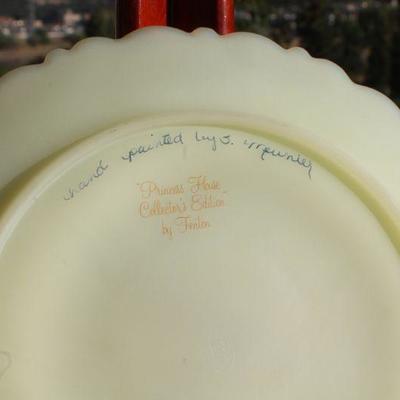 hand painted by S.
"Princess House
Collector's Edition"
by Fenton